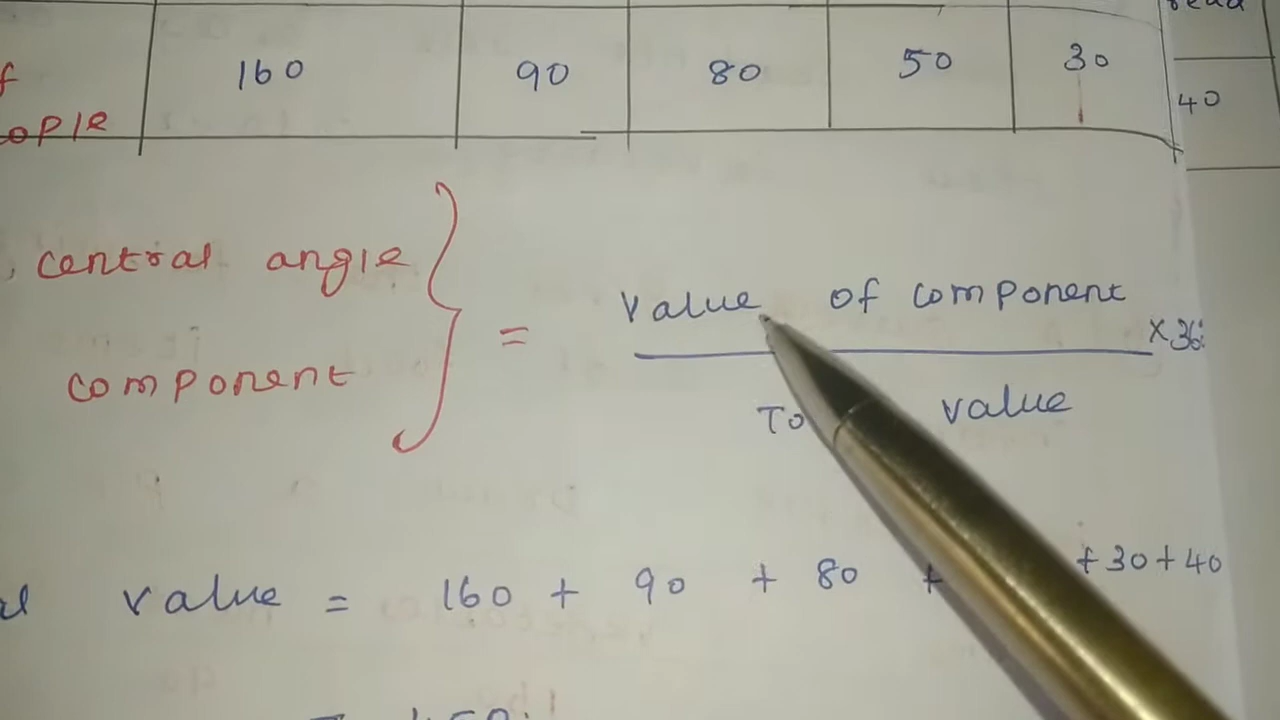 160 90 80 50 30
40
central angle
Value of component
component
=
value
value = 160 + 90 + 80 + +30+40